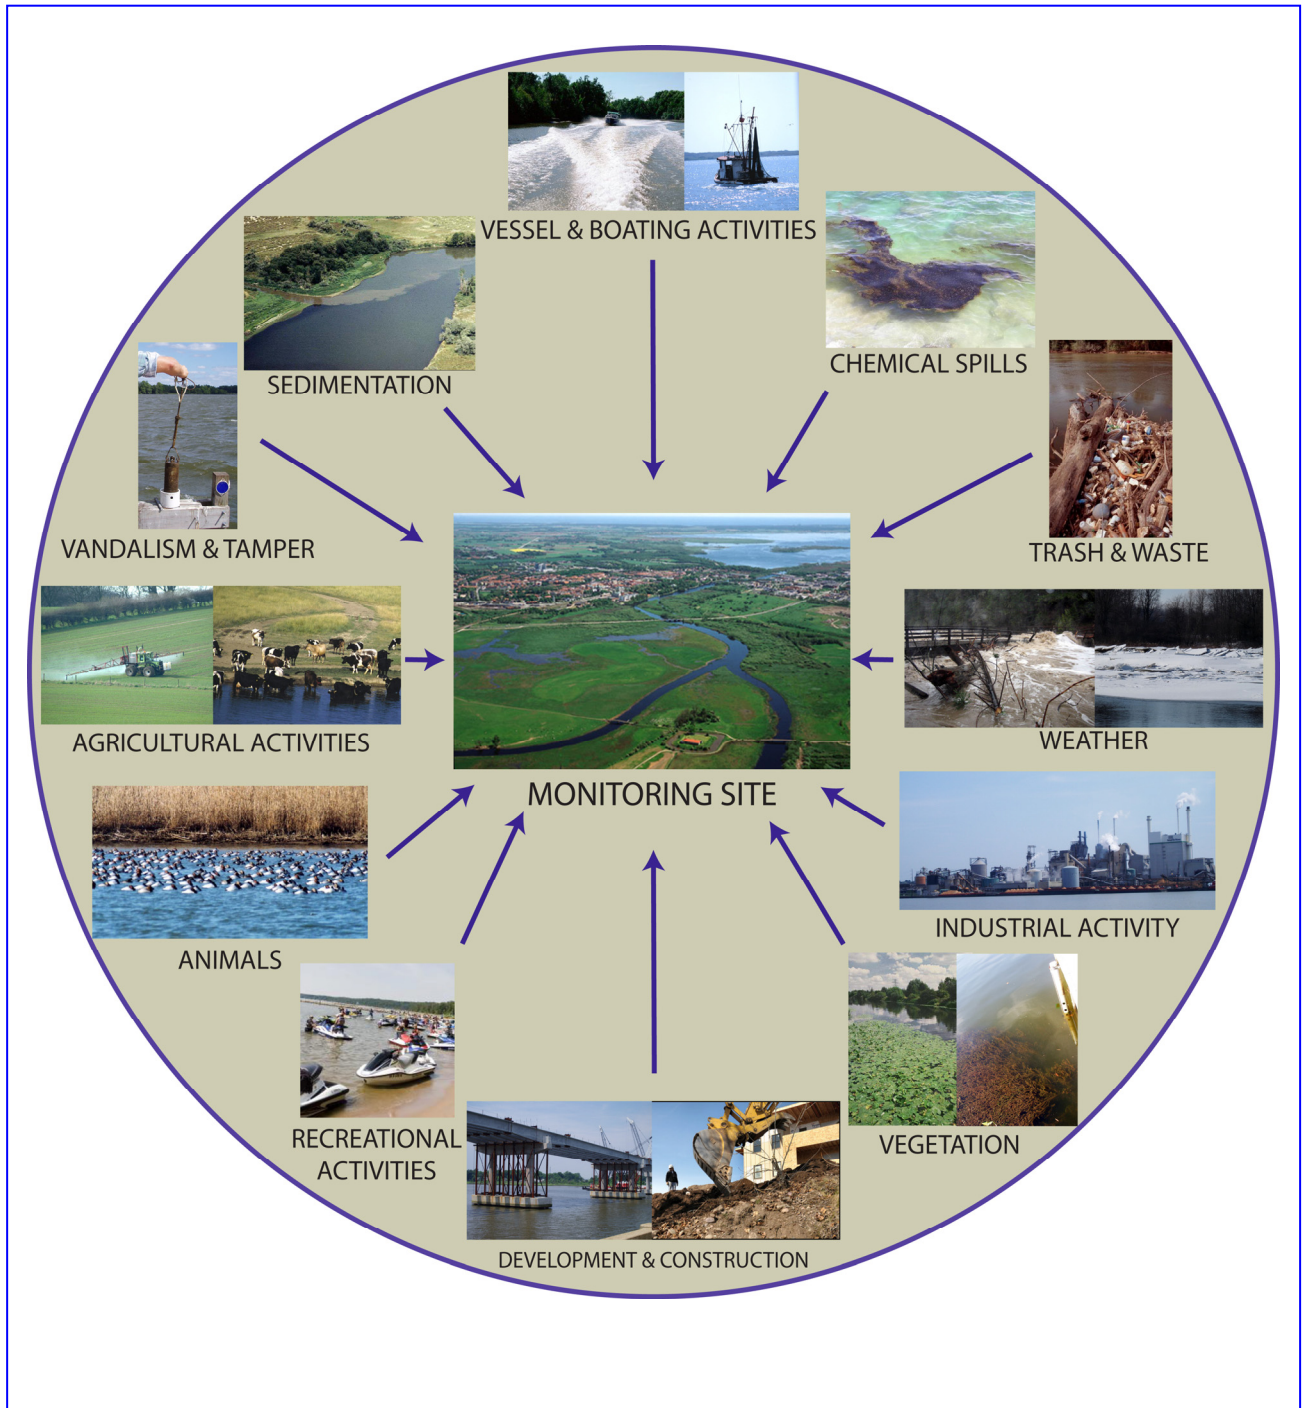 VESSEL & BOATING ACTIVITIES
CHEMICAL SPILLS
SEDIMENTATION
TRASH & WASTE
VANDALISM & TAMPER
AGRICULTURAL ACTIVITIES
WEATHER
MONITORING SITE
INDUSTRIAL ACTIVITY
ANIMALS
RECREATIONAL
ACTIVITIES
VEGETATION
DEVELOPMENT & CONSTRUCTION